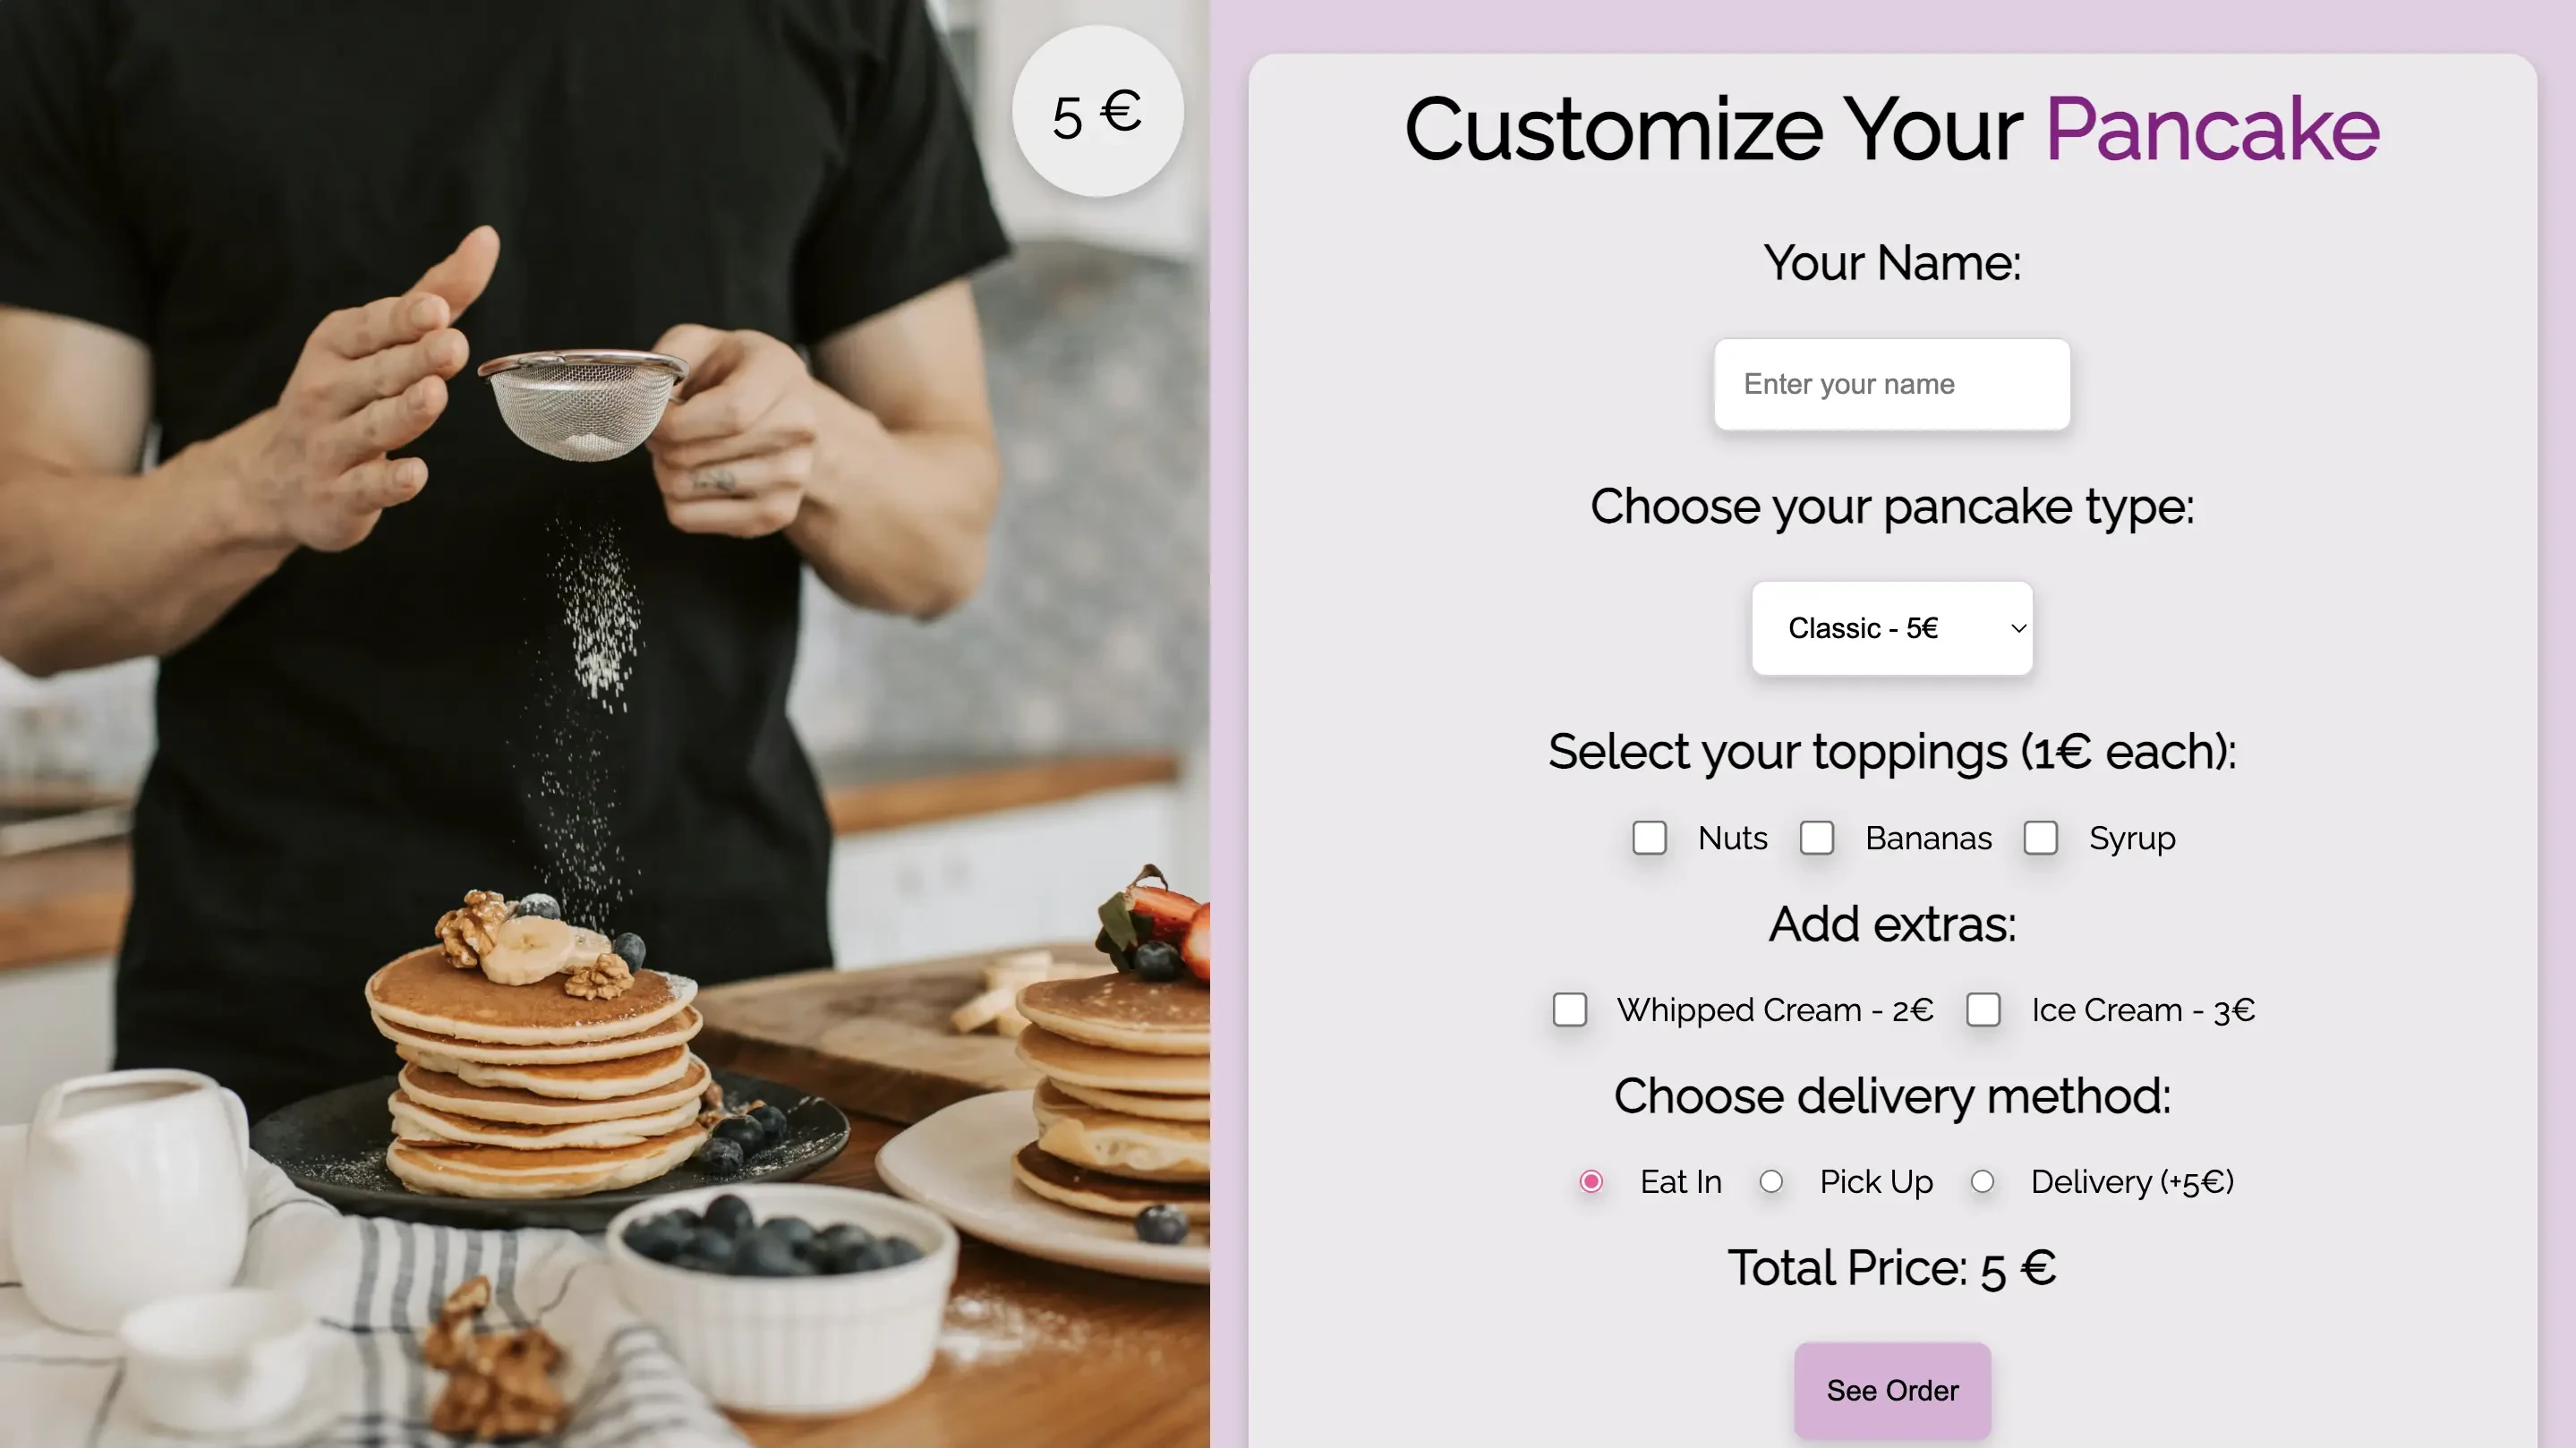 5 €
Customize Your Pancake
Your Name:
Enter your name
Choose your pancake type:
Classic - 5€
Select your toppings (1€ each):
Nuts Bananas Syrup
Add extras:
Whipped Cream - 2€ Ice Cream - 3€
Choose delivery method:
Eat In Pick Up Delivery (+5€)
Total Price: 5 €
See Order